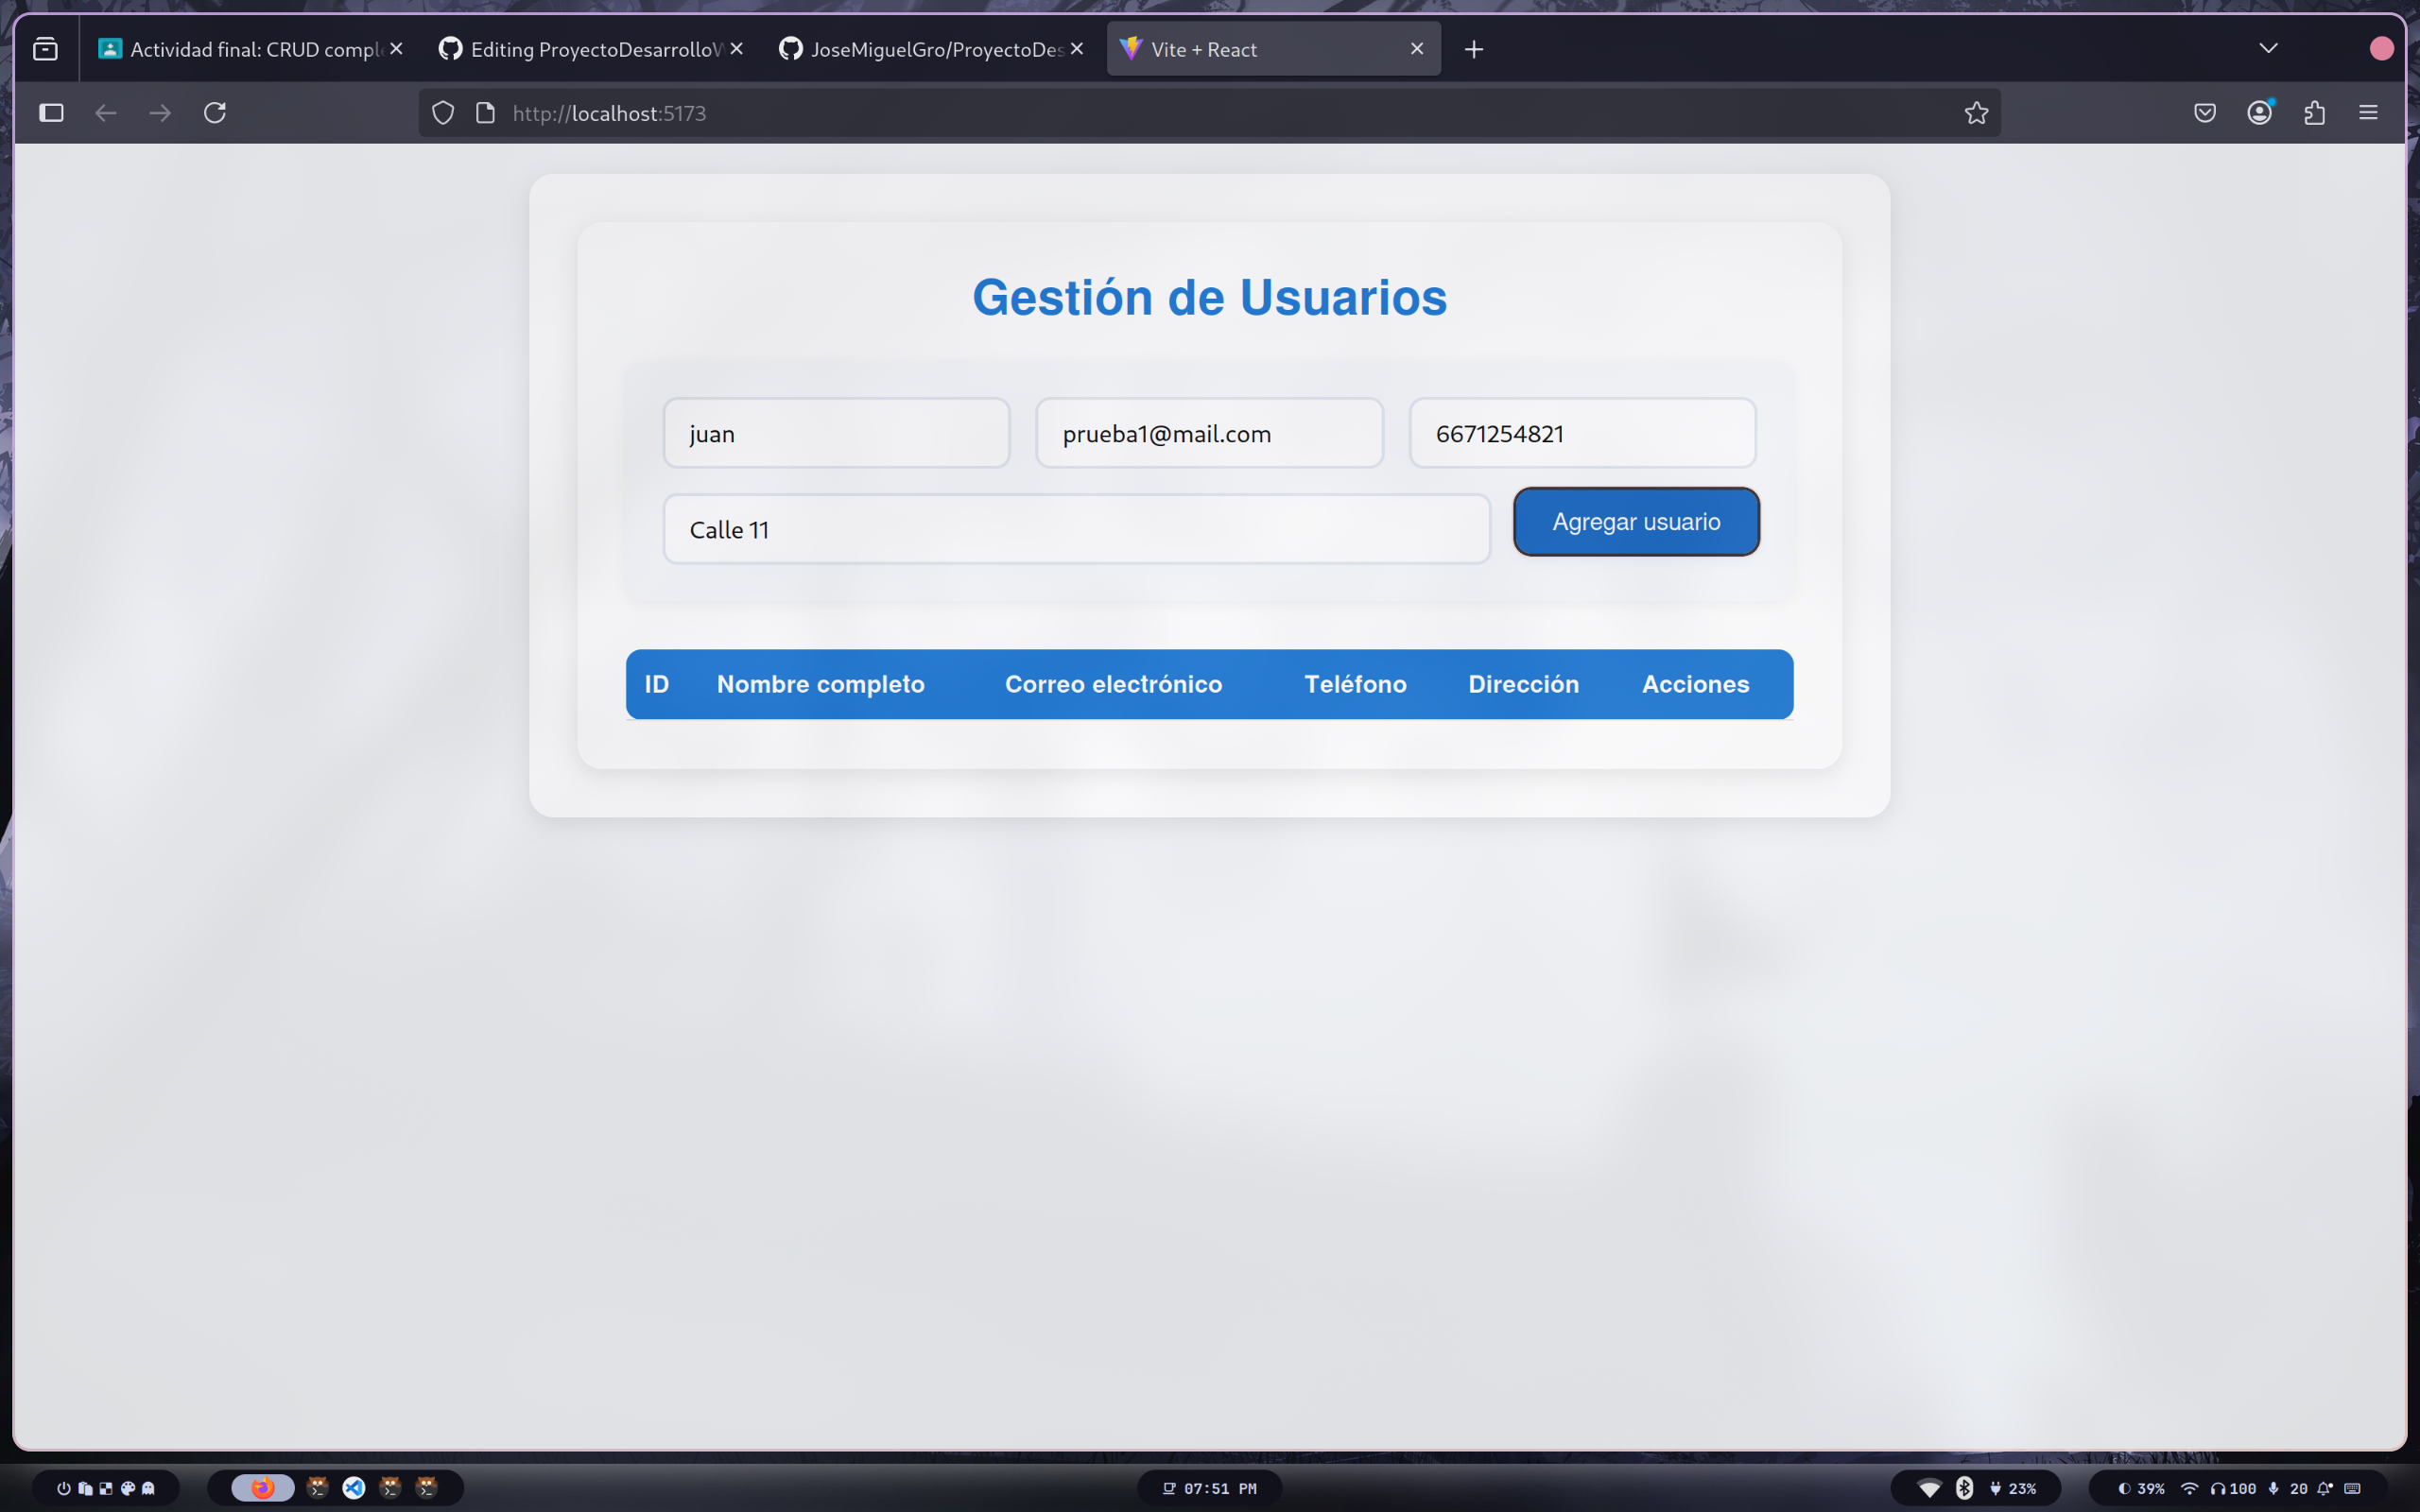 Actividad final: CRUD comple
Editing ProyectoDesarrolloW
JoseMiguelGro/ProyectoDes
Vite + React
http://localhost:5173
Gestión de Usuarios
juan
prueba1@mail.com
6671254821
Calle 11
Agregar usuario
ID
Nombre completo
Correo electrónico
Teléfono
Dirección
Acciones
07:51 PM
23%
39%
100
20